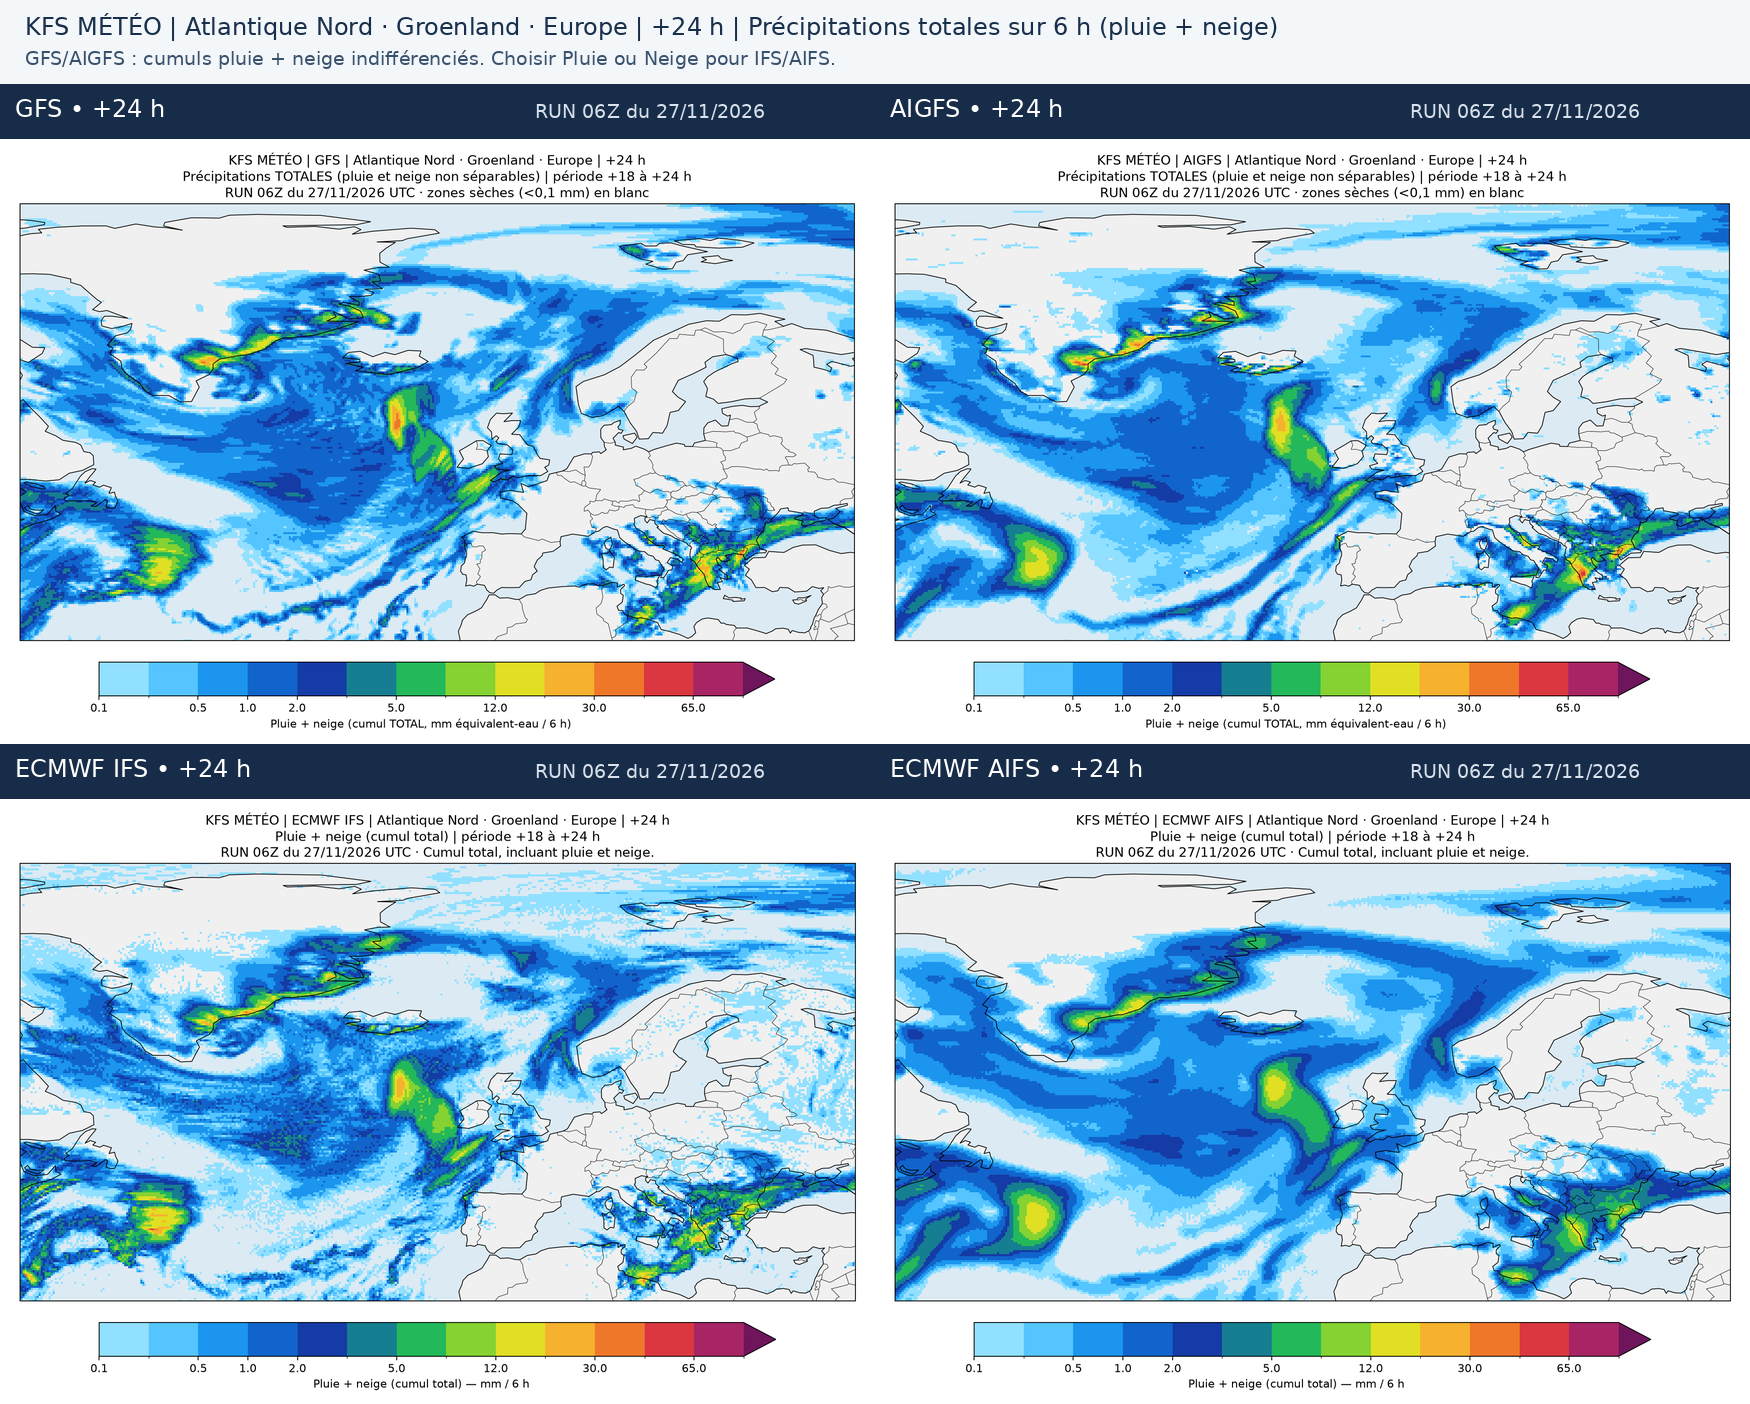 KFS MÉTÉO | Atlantique Nord · Groenland · Europe | +24 h | Précipitations totales sur 6 h (pluie + neige)
GFS/AIGFS : cumuls pluie + neige indifférenciés. Choisir Pluie ou Neige pour IFS/AIFS.
GFS • +24 h
RUN 06Z du 27/11/2026
AIGFS • +24 h
RUN 06Z du 27/11/2026
KFS MÉTÉO | GFS | Atlantique Nord · Groenland · Europe | +24 h
Précipitations TOTALES (pluie et neige non séparables) | période +18 à +24 h
RUN 06Z du 27/11/2026 UTC · zones sèches (<0,1 mm) en blanc
KFS MÉTÉO | AIGFS | Atlantique Nord · Groenland · Europe | +24 h
Précipitations TOTALES (pluie et neige non séparables) | période +18 à +24 h
RUN 06Z du 27/11/2026 UTC · zones sèches (<0,1 mm) en blanc
0.1 0.5 1.0 2.0 5.0 12.0 30.0 65.0
Pluie + neige (cumul TOTAL, mm équivalent-eau / 6 h)
0.1 0.5 1.0 2.0 5.0 12.0 30.0 65.0
Pluie + neige (cumul TOTAL, mm équivalent-eau / 6 h)
ECMWF IFS • +24 h
RUN 06Z du 27/11/2026
ECMWF AIFS • +24 h
RUN 06Z du 27/11/2026
KFS MÉTÉO | ECMWF IFS | Atlantique Nord · Groenland · Europe | +24 h
Pluie + neige (cumul total) | période +18 à +24 h
RUN 06Z du 27/11/2026 UTC · Cumul total, incluant pluie et neige.
KFS MÉTÉO | ECMWF AIFS | Atlantique Nord · Groenland · Europe | +24 h
Pluie + neige (cumul total) | période +18 à +24 h
RUN 06Z du 27/11/2026 UTC · Cumul total, incluant pluie et neige.
0.1 0.5 1.0 2.0 5.0 12.0 30.0 65.0
Pluie + neige (cumul total) — mm / 6 h
0.1 0.5 1.0 2.0 5.0 12.0 30.0 65.0
Pluie + neige (cumul total) — mm / 6 h